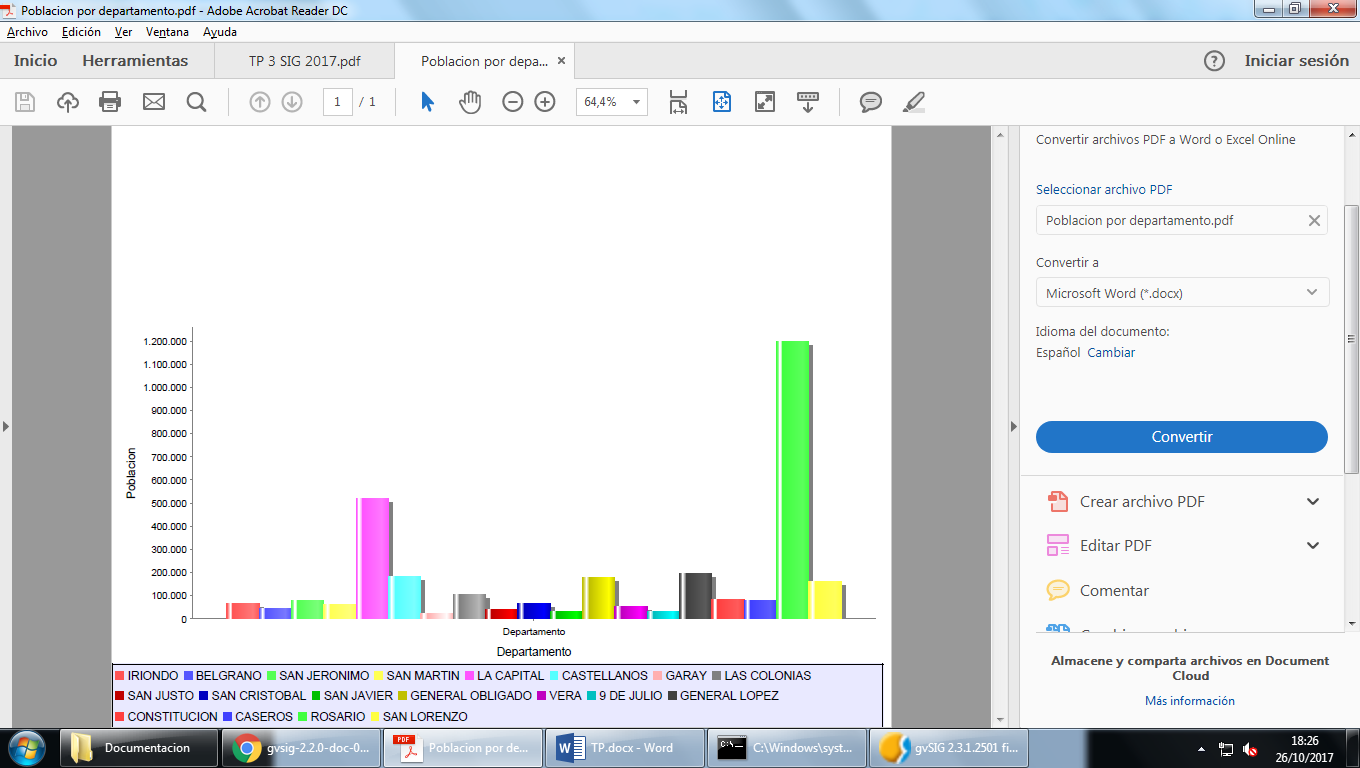 Poblacion por departamento.pdf - Adobe Acrobat Reader DC
Archivo Edición Ver Ventana Ayuda
Inicio Herramientas TP 3 SIG 2017.pdf Poblacion por depa... × Iniciar sesión
1 / 1 64,4%
Convertir archivos PDF a Word o Excel Online
Seleccionar archivo PDF
Poblacion por departamento.pdf
Convertir a
Microsoft Word (*.docx)
Idioma del documento:
Español Cambiar
Convertir
Crear archivo PDF
Editar PDF
Comentar
Almacene y comparta archivos en Document
Cloud
Más información
Poblacion
1.200.000
1.100.000
1.000.000
900.000
800.000
700.000
600.000
500.000
400.000
300.000
200.000
100.000
0
Departamento
Departamento
IRIONDO BELGRANO SAN JERONIMO SAN MARTIN LA CAPITAL CASTELLANOS GARAY LAS COLONIAS
SAN JUSTO SAN CRISTOBAL SAN JAVIER GENERAL OBLIGADO VERA 9 DE JULIO GENERAL LOPEZ
CONSTITUCION CASEROS ROSARIO SAN LORENZO
Documentacion gvsig-2.2.0-doc-0... Poblacion por de... TP.docx - Word C:\Windows\syst... gvSIG 2.3.1.2501 fi...
18:26
26/10/2017